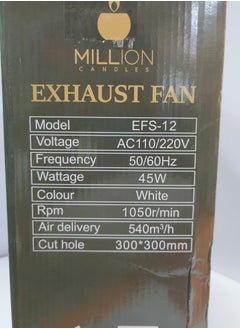 MILLION
CANDLES
EXHAUST FAN
Model EFS-12
Voltage AC110/220V
Frequency 50/60Hz
Wattage 45W
Colour White
Rpm 1050r/min
Air delivery 540m³/h
Cut hole 300*300mm